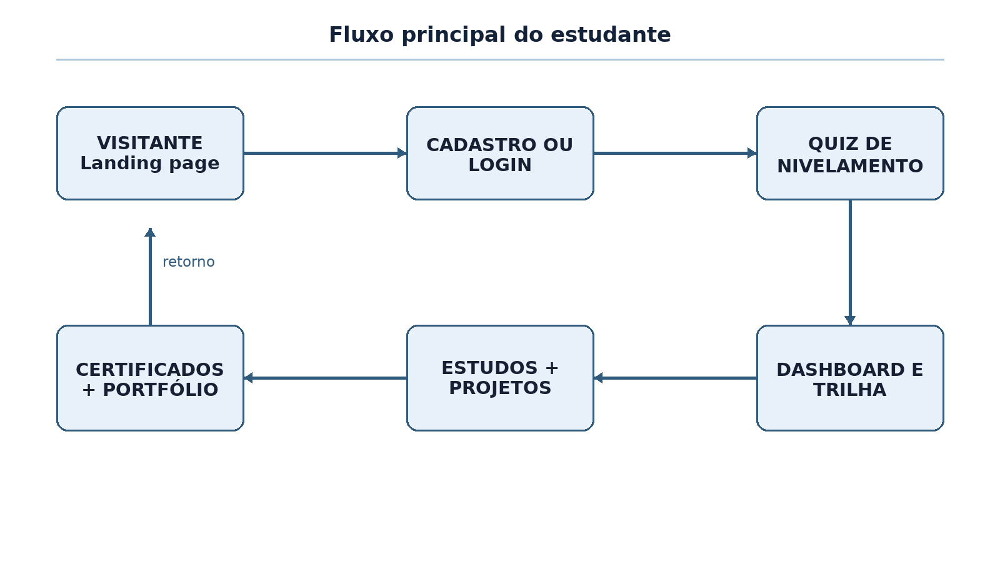 Fluxo principal do estudante
VISITANTE
Landing page
CADASTRO OU
LOGIN
QUIZ DE
NIVELAMENTO
retorno
CERTIFICADOS
+ PORTFÓLIO
ESTUDOS +
PROJETOS
DASHBOARD E
TRILHA